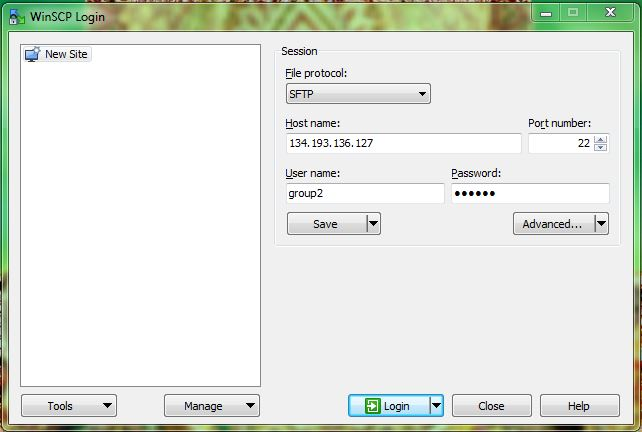 WinSCP Login
New Site
Session
File protocol:
SFTP
Host name:
Port number:
134.193.136.127
22
User name:
Password:
group2
●●●●●●
Save
Advanced...
Tools
Manage
Login
Close
Help